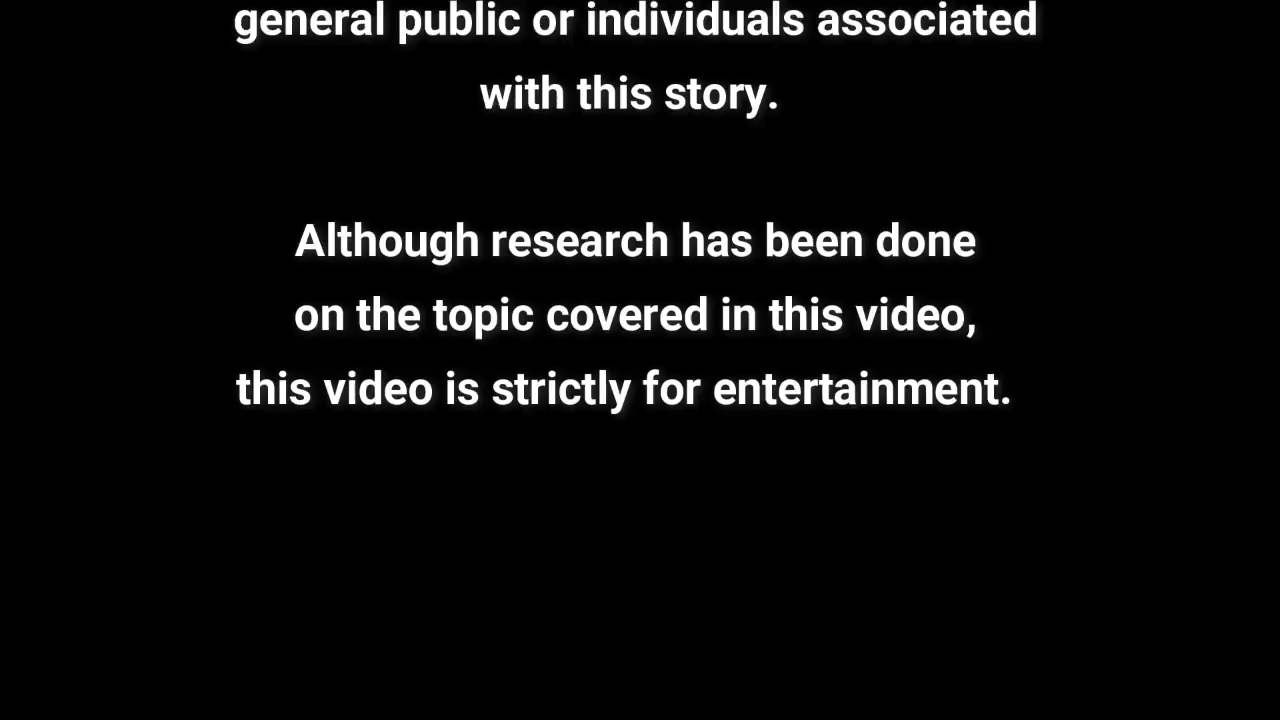 general public or individuals associated
with this story.
Although research has been done
on the topic covered in this video,
this video is strictly for entertainment.